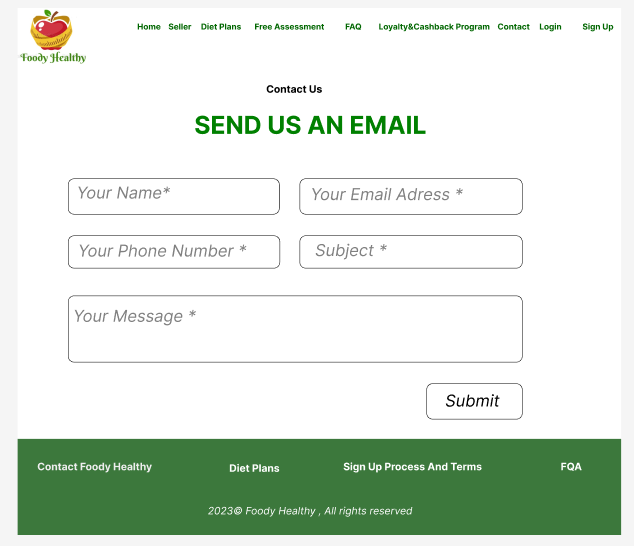 Home Seller Diet Plans Free Assessment FAQ Loyalty&Cashback Program Contact Login Sign Up
Foody Healthy
Contact Us
SEND US AN EMAIL
Your Name*
Your Email Adress *
Your Phone Number *
Subject *
Your Message *
Submit
Contact Foody Healthy Diet Plans Sign Up Process And Terms FQA
2023© Foody Healthy , All rights reserved